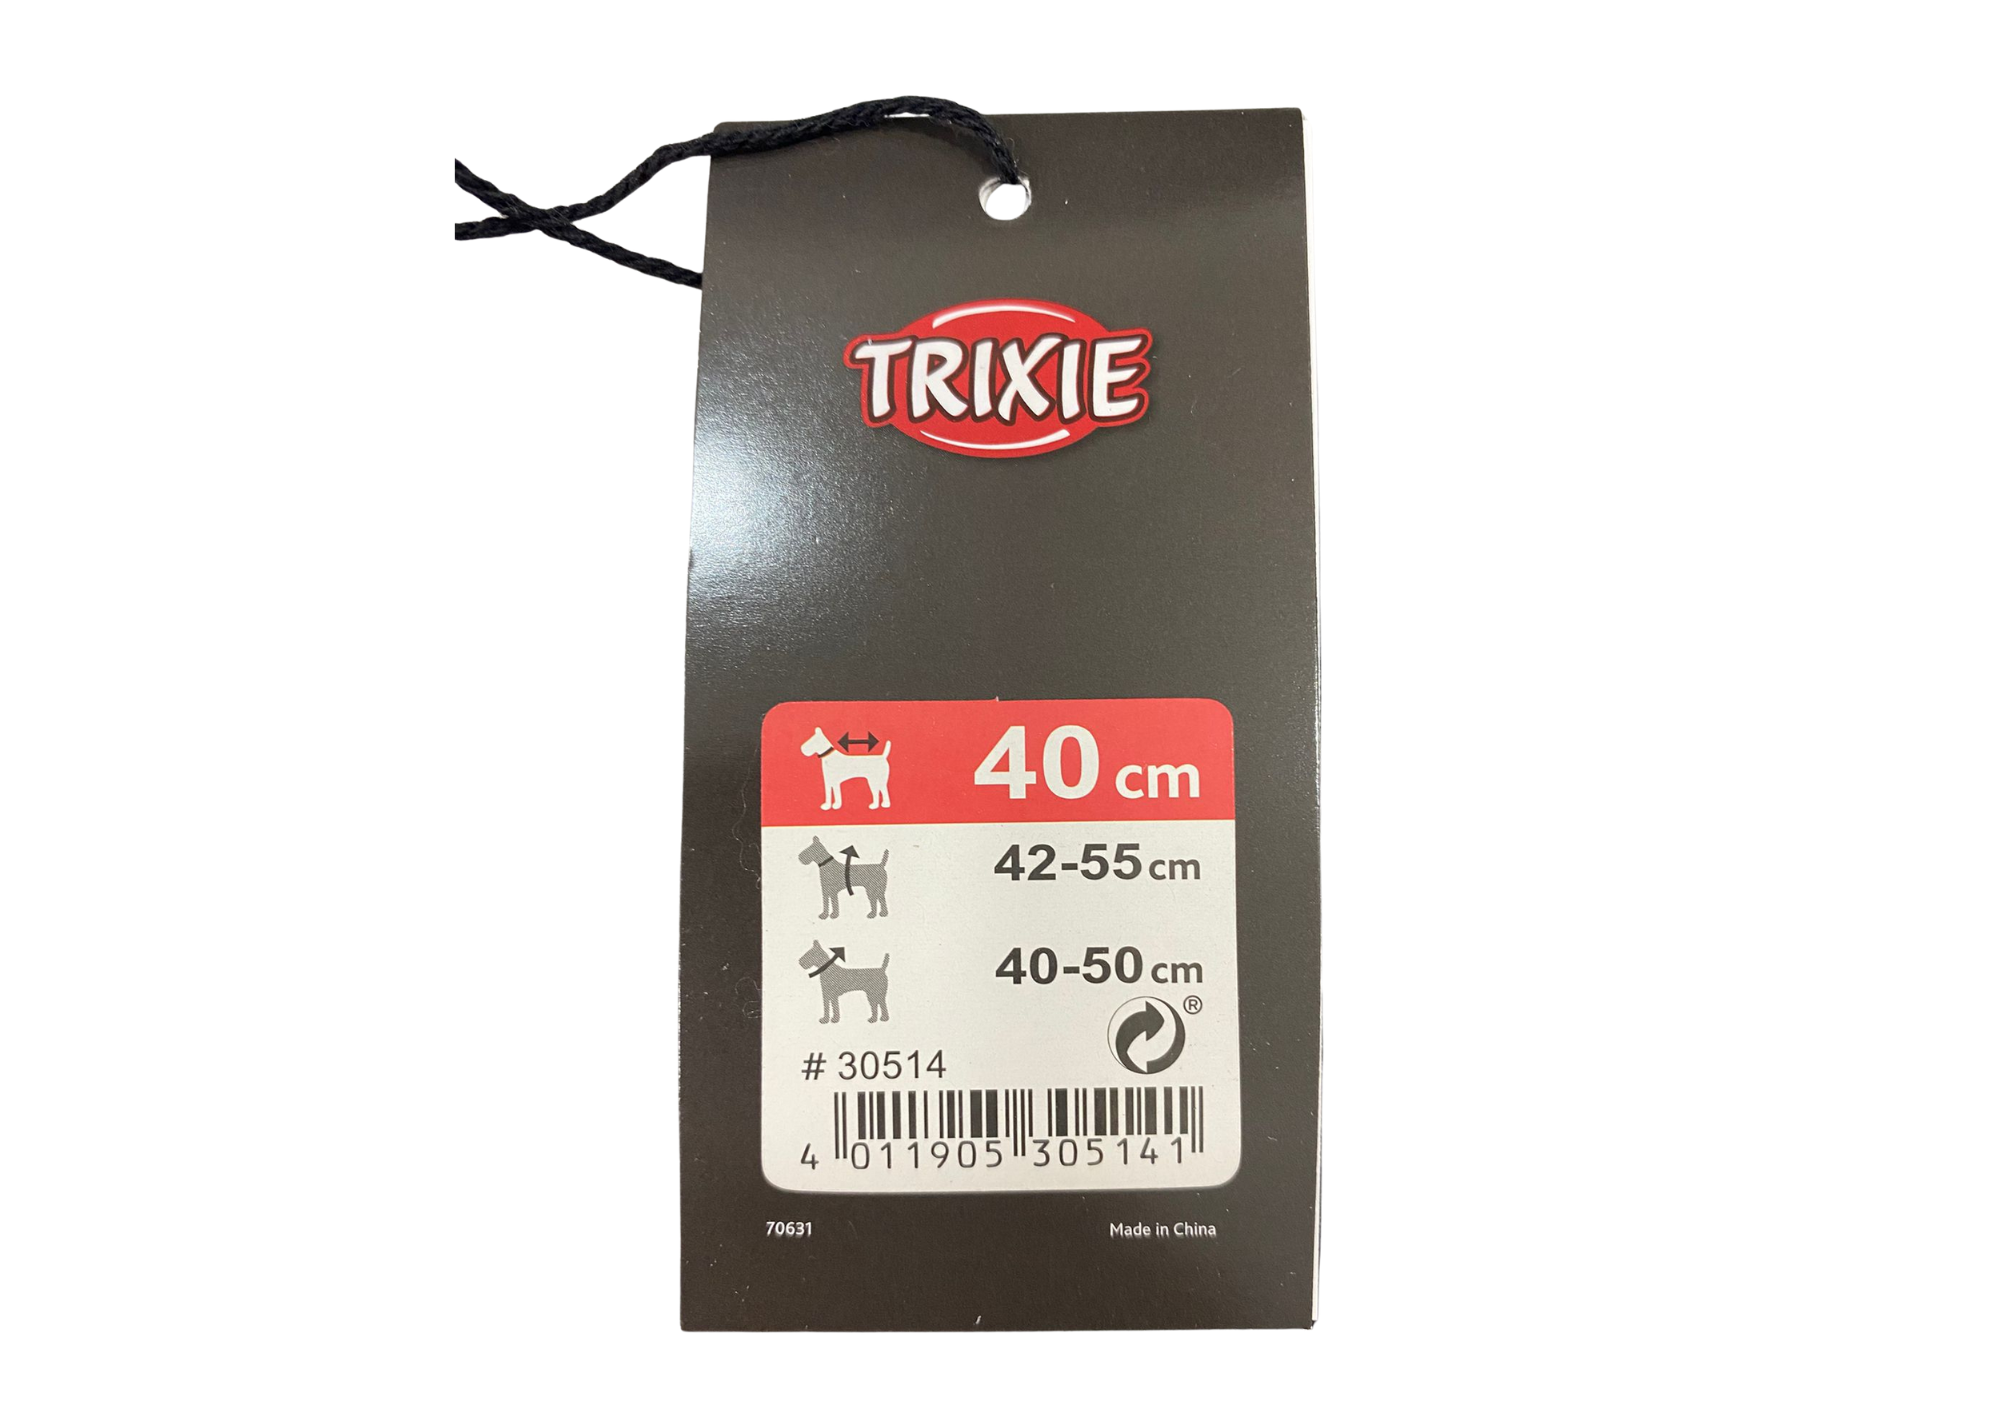 TRIXIE
40 cm
42-55 cm
40-50 cm
®
# 30514
4 011905 305141
70631
Made in China